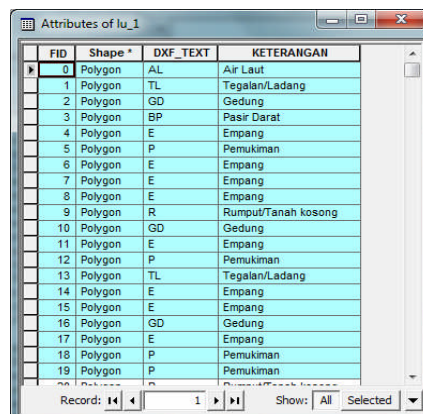 Attributes of lu_1
FID Shape * DXF_TEXT KETERANGAN
0 Polygon AL Air Laut
1 Polygon TL Tegalan/Ladang
2 Polygon GD Gedung
3 Polygon BP Pasir Darat
4 Polygon E Empang
5 Polygon P Pemukiman
6 Polygon E Empang
7 Polygon E Empang
8 Polygon E Empang
9 Polygon R Rumput/Tanah kosong
10 Polygon GD Gedung
11 Polygon E Empang
12 Polygon P Pemukiman
13 Polygon TL Tegalan/Ladang
14 Polygon E Empang
15 Polygon E Empang
16 Polygon GD Gedung
17 Polygon E Empang
18 Polygon P Pemukiman
19 Polygon P Pemukiman
Record: 1 Show: All Selected